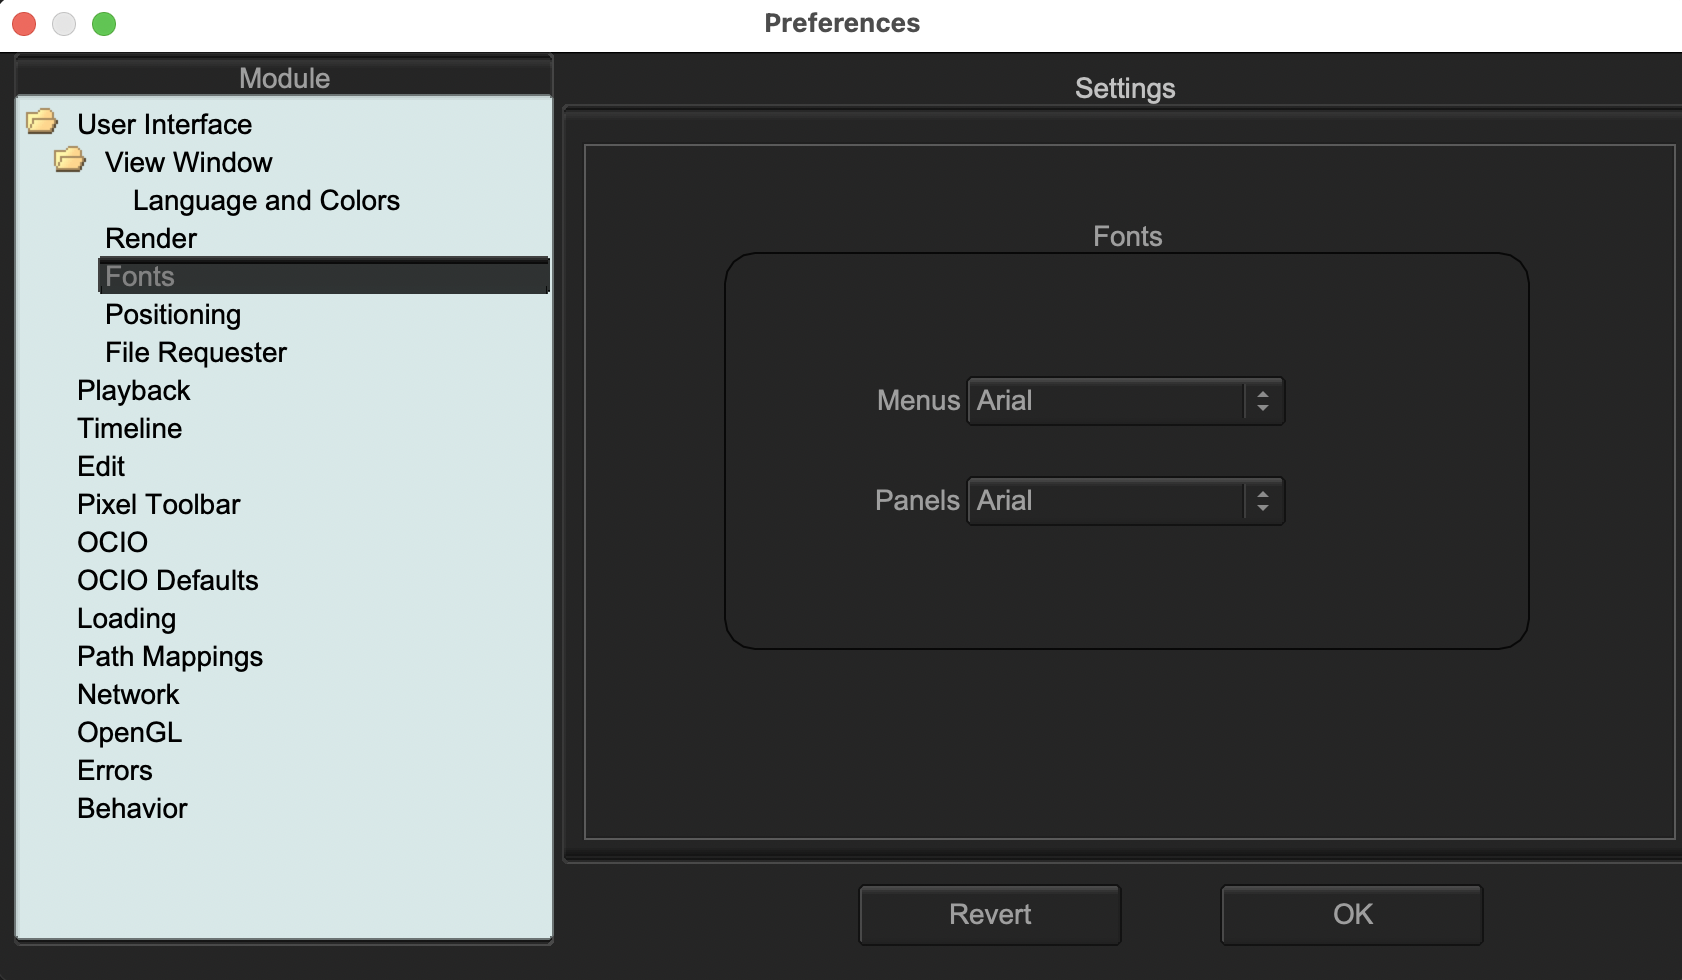 Preferences
Module
User Interface
View Window
Language and Colors
Render
Fonts
Positioning
File Requester
Playback
Timeline
Edit
Pixel Toolbar
OCIO
OCIO Defaults
Loading
Path Mappings
Network
OpenGL
Errors
Behavior
Settings
Fonts
Menus Arial
Panels Arial
Revert OK